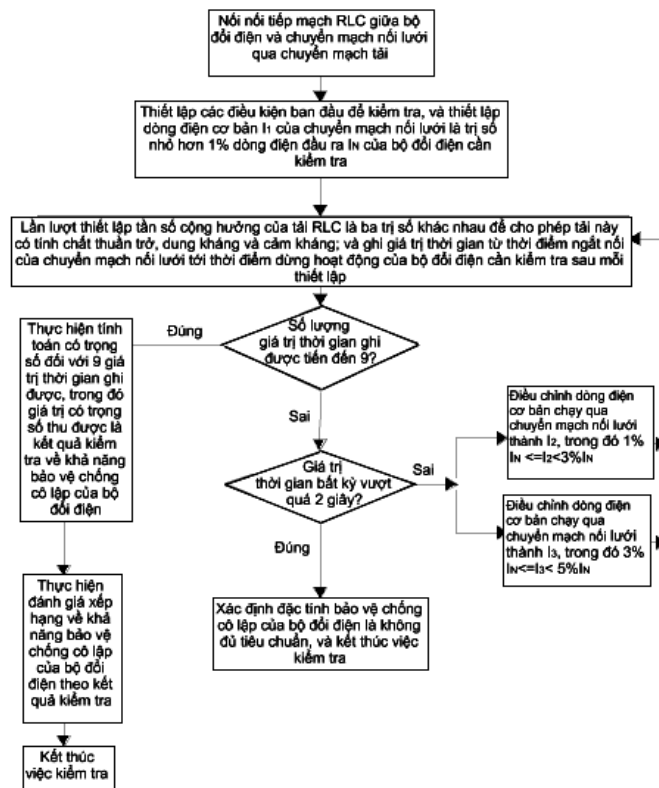 Nối nối tiếp mạch RLC giữa bộ
đổi điện và chuyển mạch nối lưới
qua chuyển mạch tải
Thiết lập các điều kiện ban đầu để kiểm tra, và thiết lập
dòng điện cơ bản I1 của chuyển mạch nối lưới là trị số
nhỏ hơn 1% dòng điện đầu ra IN của bộ đổi điện cần
kiểm tra
Lần lượt thiết lập tần số cộng hưởng của tải RLC là ba trị số khác nhau để cho phép tải này
có tính chất thuần trở, dung kháng và cảm kháng; và ghi giá trị thời gian từ thời điểm ngắt nối
của chuyển mạch nối lưới tới thời điểm dừng hoạt động của bộ đổi điện cần kiểm tra sau mỗi
thiết lập
Số lượng
giá trị thời gian ghi
được tiến đến 9?
Đúng
Thực hiện tính
toán có trọng
số đối với 9 giá
trị thời gian ghi
được, trong đó
giá trị có trọng
số thu được là
kết quả kiểm
tra về khả năng
bảo vệ chống
cô lập của bộ
đổi điện
Sai
Giá trị
thời gian bất kỳ vượt
quá 2 giây?
Sai
Điều chỉnh dòng điện
cơ bản chạy qua
chuyển mạch nối lưới
thành I2, trong đó 1%
IN <=I2<3%IN
Điều chỉnh dòng điện
cơ bản chạy qua
chuyển mạch nối lưới
thành I3, trong đó 3%
IN<=I3< 5%IN
Đúng
Xác định đặc tính bảo vệ chống
cô lập của bộ đổi điện là không
đủ tiêu chuẩn, và kết thúc việc
kiểm tra
Thực hiện
đánh giá xếp
hạng về khả
năng bảo vệ
chống cô lập
của bộ đổi
điện theo kết
quả kiểm tra
Kết thúc
việc kiểm tra